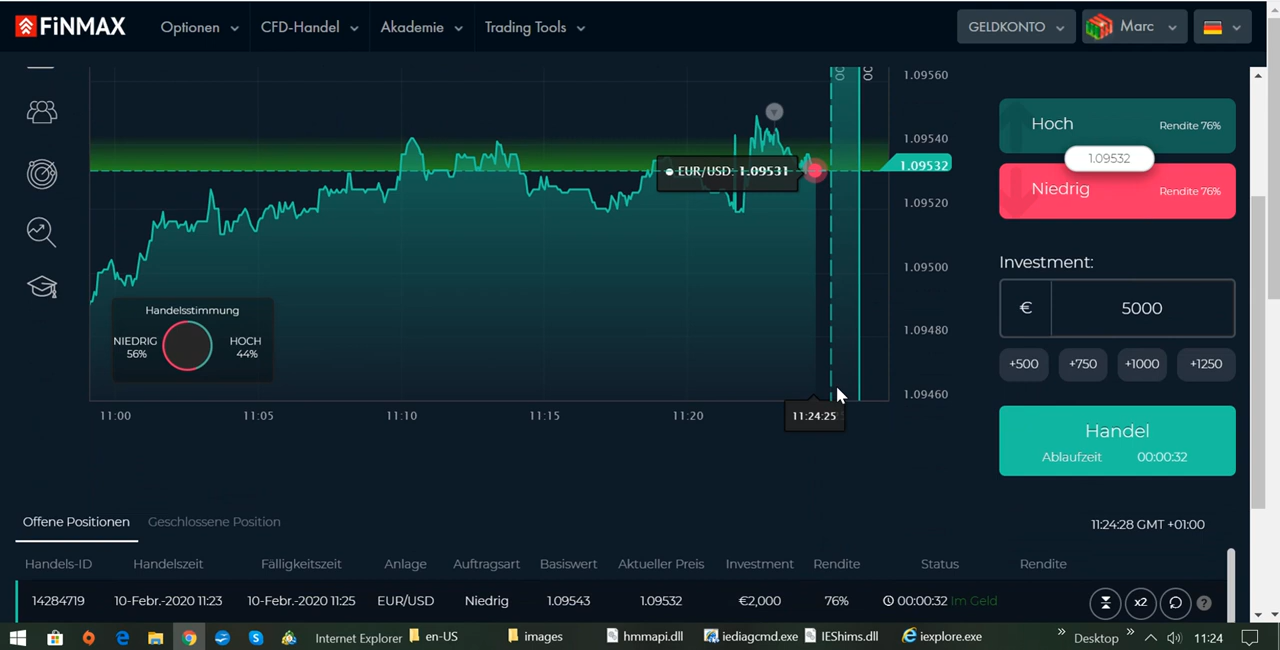 FiNMAX Optionen CFD-Handel Akademie Trading Tools GELDKONTO Marc
1.09560
1.09540
1.09532
1.09520
1.09500
1.09480
1.09460
EUR/USD: 1.09531
Handelsstimmung
NIEDRIG 56%
HOCH 44%
11:00 11:05 11:10 11:15 11:20
11:24:25
Hoch Rendite 76%
1.09532
Niedrig Rendite 76%
Investment:
€ 5000
+500 +750 +1000 +1250
Handel
Ablaufzeit 00:00:32
Offene Positionen Geschlossene Position 11:24:28 GMT +01:00
Handels-ID Handelszeit Fälligkeitszeit Anlage Auftragsart Basiswert Aktueller Preis Investment Rendite Status Rendite
14284719 10-Febr.-2020 11:23 10-Febr.-2020 11:25 EUR/USD Niedrig 1.09543 1.09532 €2,000 76% 00:00:32 Im Geld x2 ?
Internet Explorer en-US images hmmapi.dll iediagcmd.exe IEShims.dll iexplore.exe Desktop 11:24